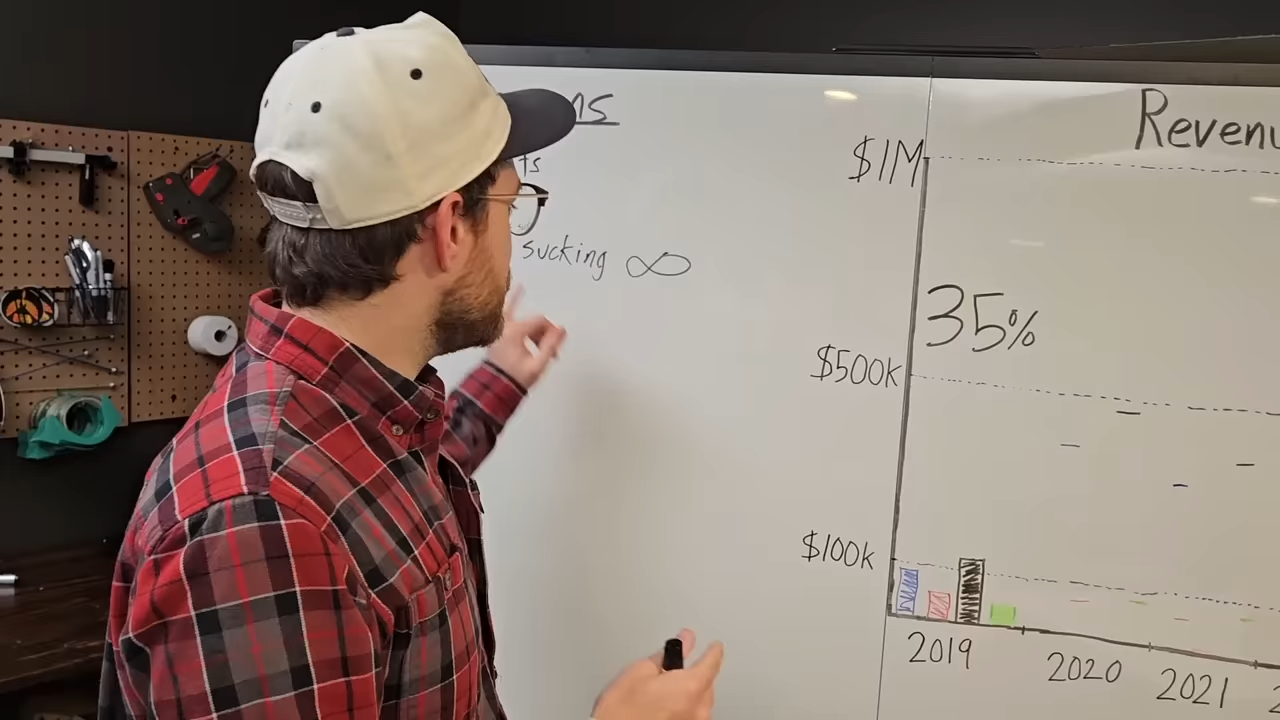 ns
ts
sucking ∞
Revenu
$1M
35%
$500k
$100k
2019
2020
2021